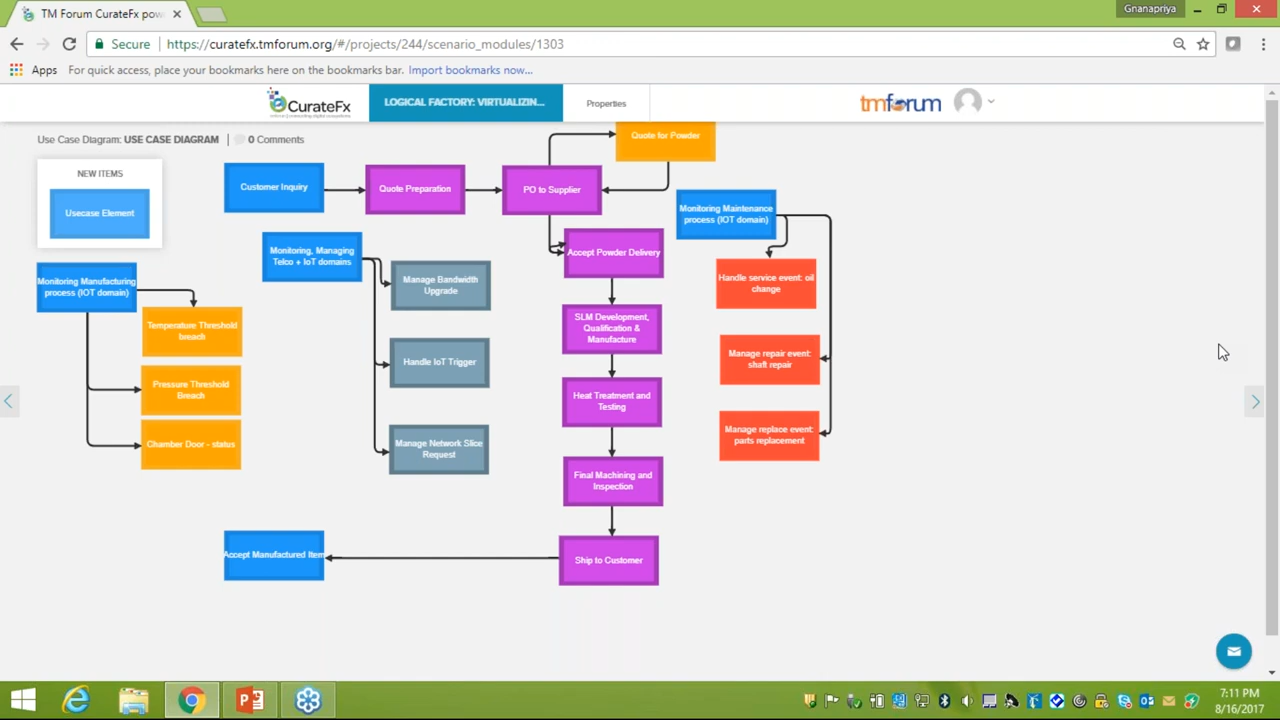 TM Forum CurateFx pow
Gnanapriya
Secure
https://curatefx.tmforum.org/#/projects/244/scenario_modules/1303
Apps
For quick access, place your bookmarks here on the bookmarks bar. Import bookmarks now...
CurateFx
LOGICAL FACTORY: VIRTUALIZIN...
Properties
tmforum
Use Case Diagram: USE CASE DIAGRAM
0 Comments
NEW ITEMS
Usecase Element
Customer Inquiry
Quote Preparation
PO to Supplier
Quote for Powder
Monitoring Maintenance
process (IOT domain)
Monitoring, Managing
Telco + IoT domains
Accept Powder Delivery
Monitoring Manufacturing
process (IOT domain)
Manage Bandwidth
Upgrade
Handle service event: oil
change
Temperature Threshold
breach
SLM Development,
Qualification &
Manufacture
Handle IoT Trigger
Manage repair event:
shaft repair
Pressure Threshold
Breach
Heat Treatment and
Testing
Chamber Door - status
Manage Network Slice
Request
Manage replace event:
parts replacement
Final Machining and
Inspection
Accept Manufactured Item
Ship to Customer
7:11 PM
8/16/2017